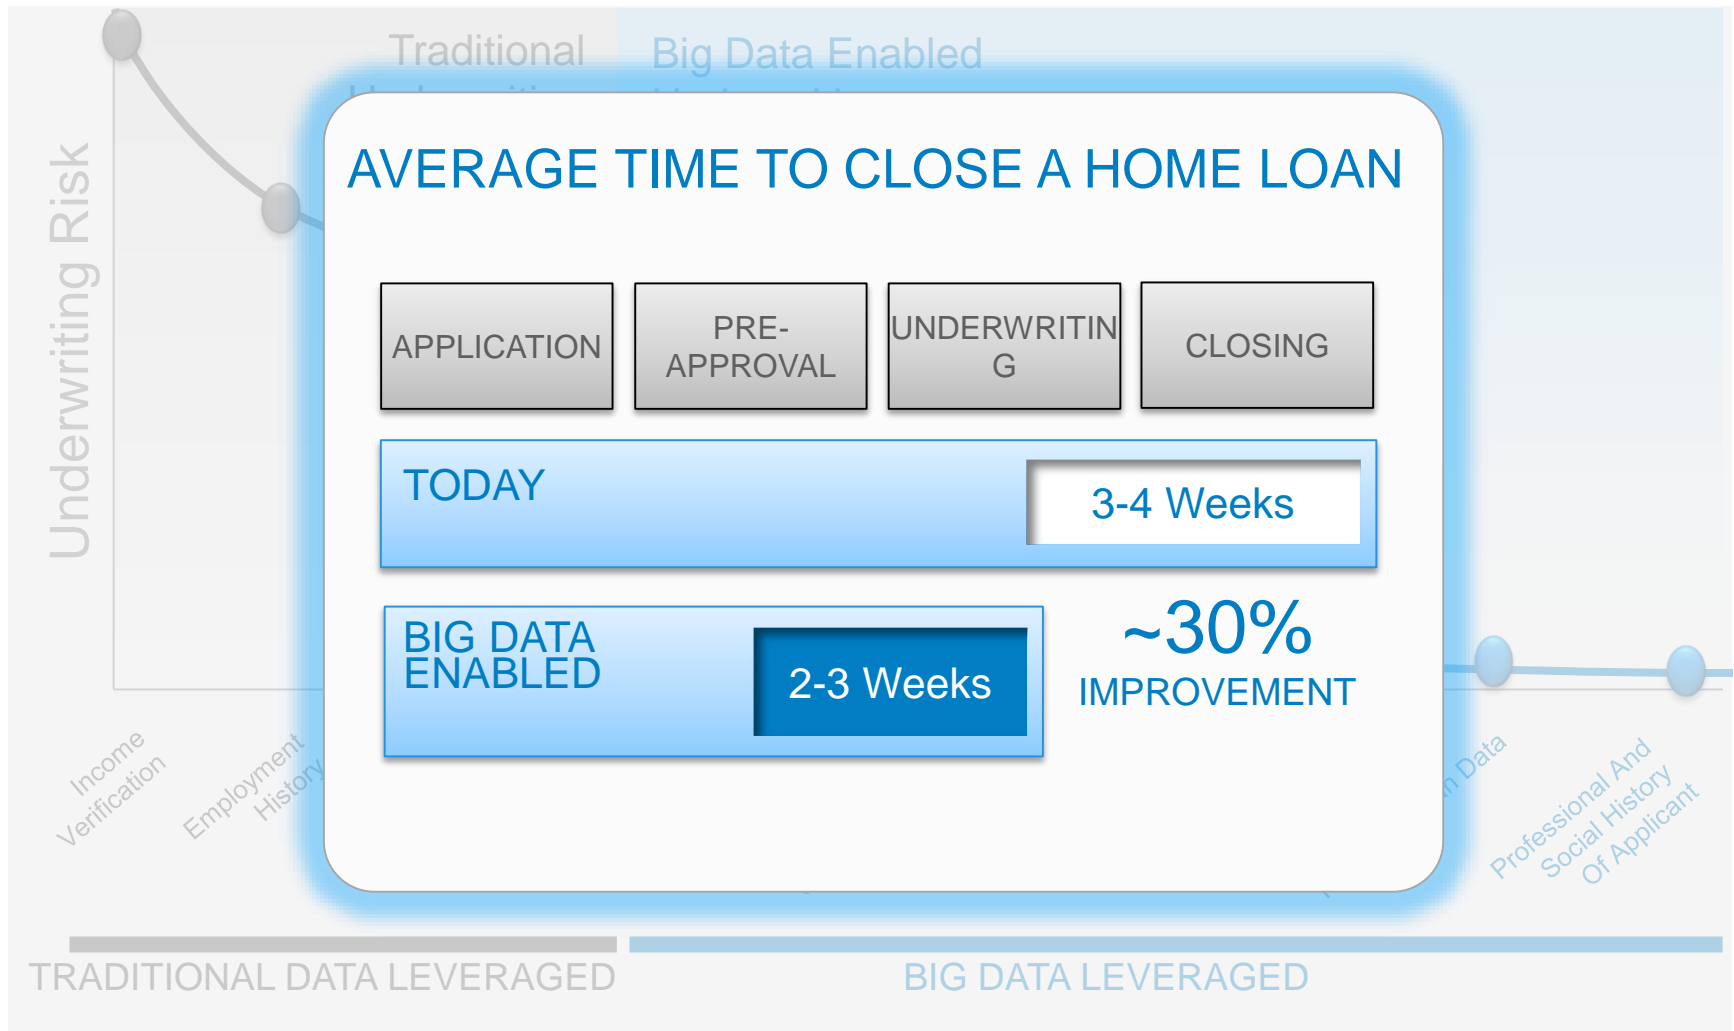 Traditional
Big Data Enabled
Underwriting Risk
AVERAGE TIME TO CLOSE A HOME LOAN
APPLICATION
PRE-
APPROVAL
UNDERWRITIN
G
CLOSING
TODAY
3-4 Weeks
BIG DATA
ENABLED
2-3 Weeks
~30%
IMPROVEMENT
Income
Verification
Employment
History
Data
Professional And
Social History
Of Applicant
TRADITIONAL DATA LEVERAGED
BIG DATA LEVERAGED